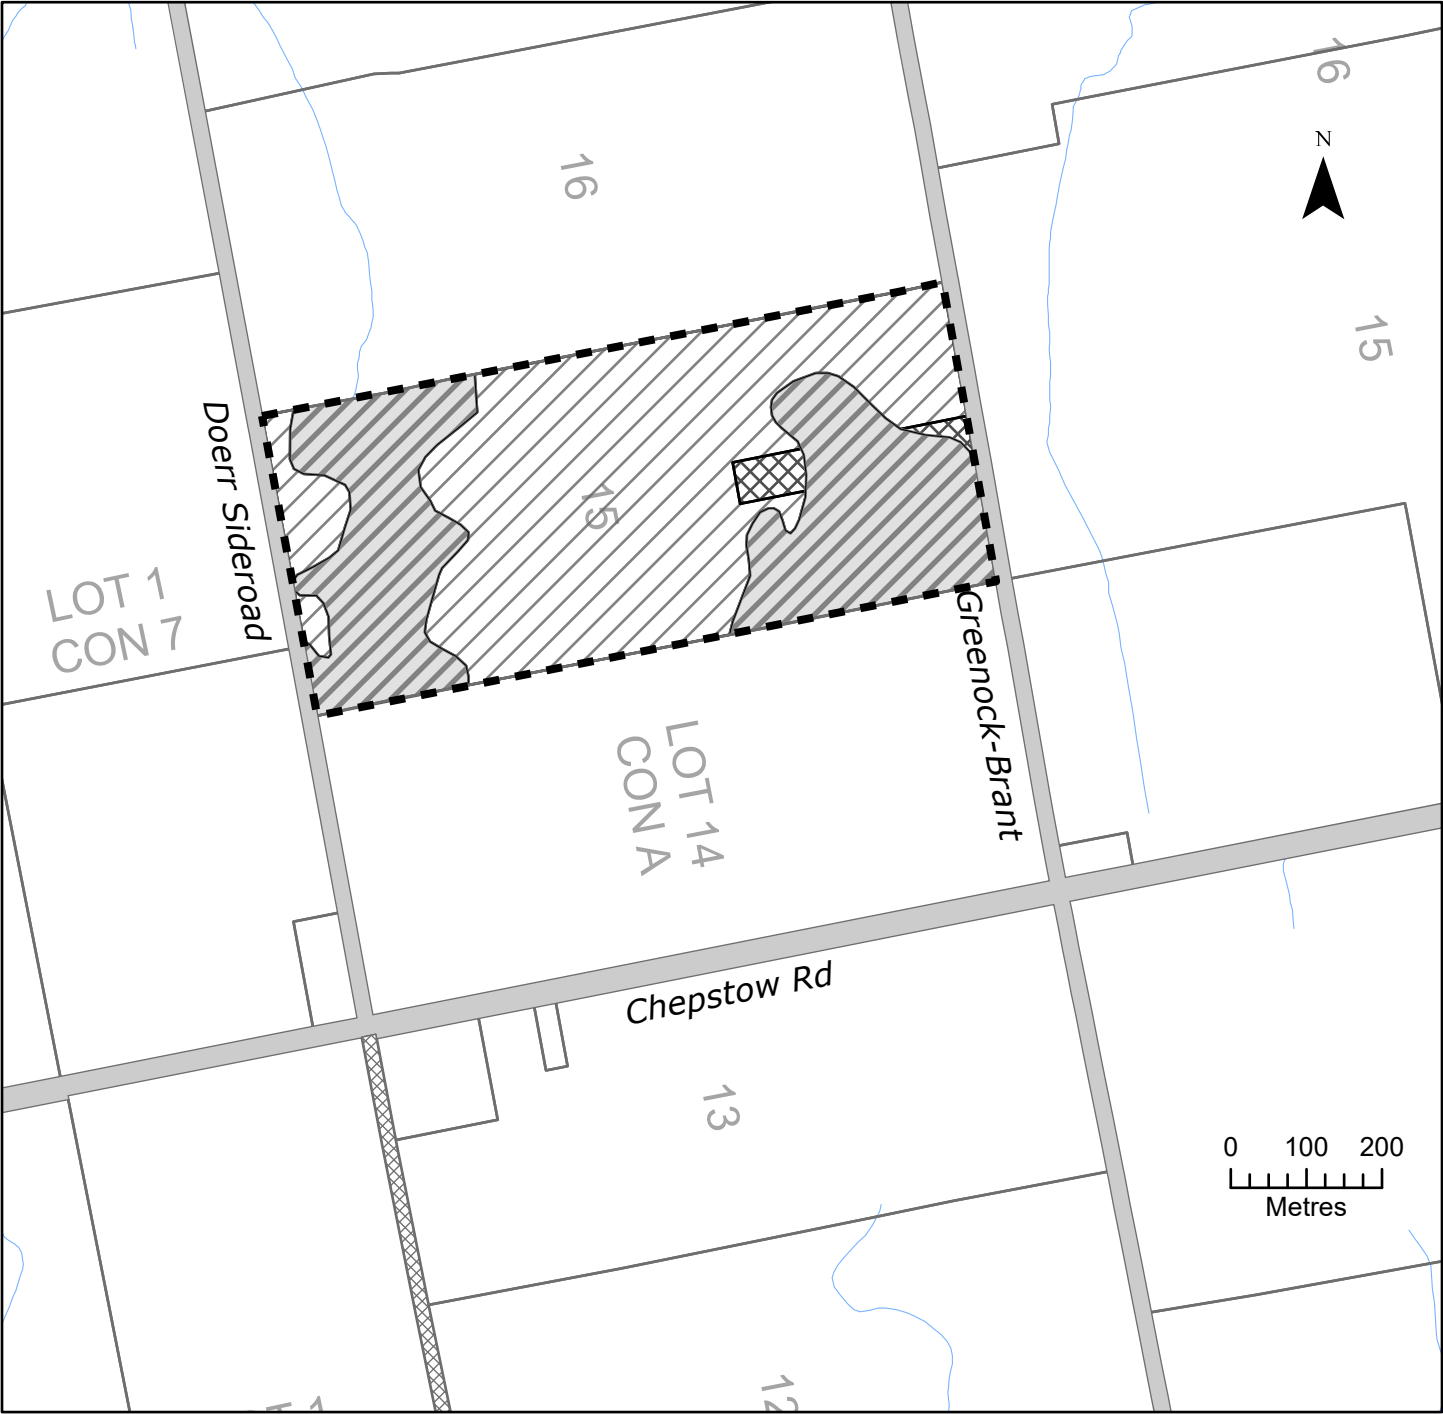 16
N
16
15
Doerr Sideroad
15
LOT 1
CON 7
Greenock-Brant
LOT 14
CON A
Chepstow Rd
13
0 100 200
Metres
12